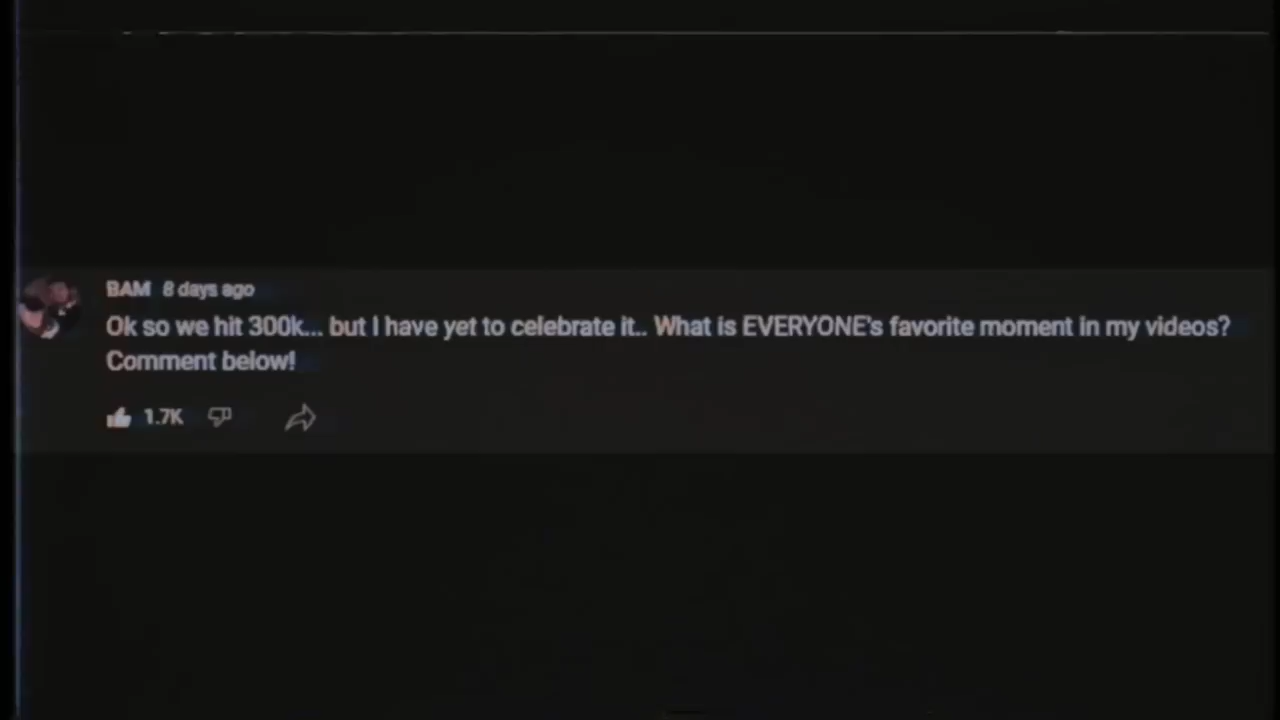 BAM 8 days ago
Ok so we hit 300k... but I have yet to celebrate it.. What is EVERYONE's favorite moment in my videos?
Comment below!
1.7K